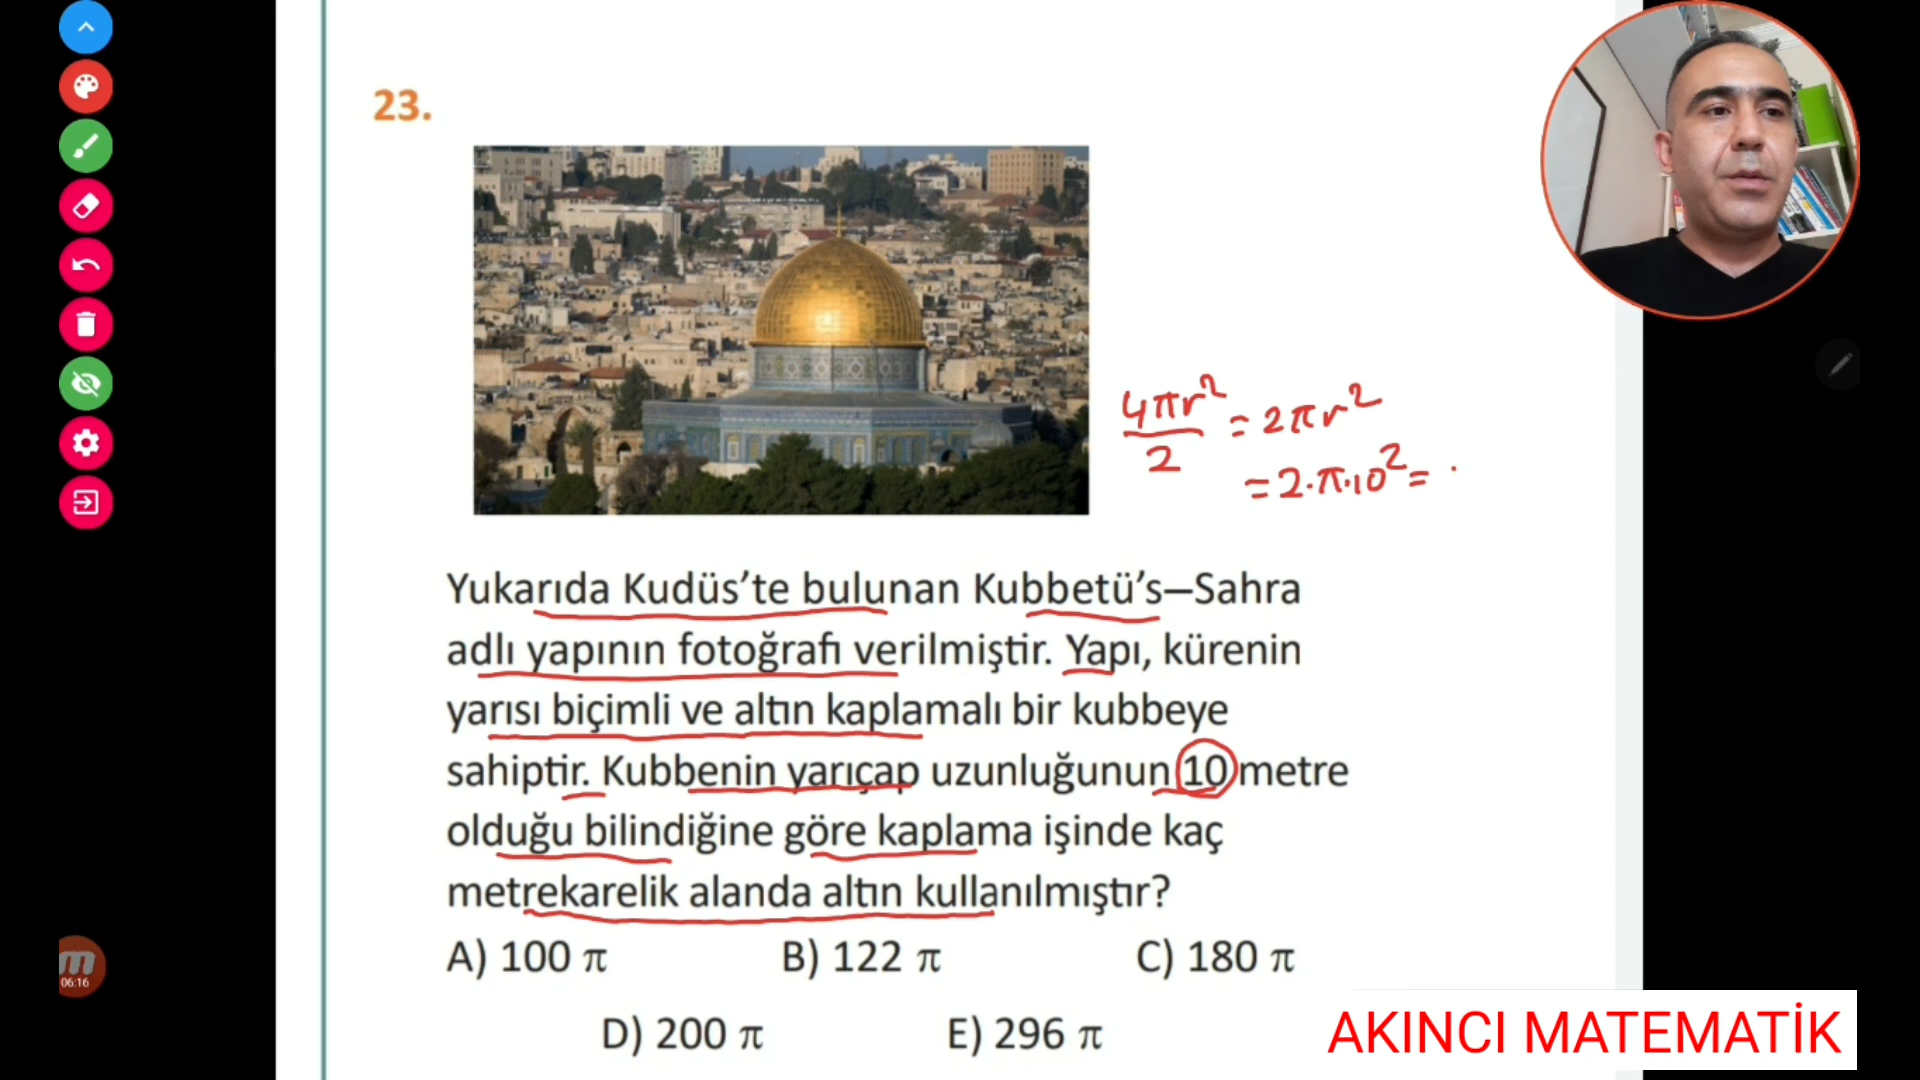 23.
4πr² / 2 = 2πr²
= 2·π·10² = ·
Yukarıda Kudüs’te bulunan Kubbetü’s–Sahra
adlı yapının fotoğrafı verilmiştir. Yapı, kürenin
yarısı biçimli ve altın kaplamalı bir kubbeye
sahiptir. Kubbenin yarıçap uzunluğunun 10 metre
olduğu bilindiğine göre kaplama işinde kaç
metrekarelik alanda altın kullanılmıştır?
A) 100 π B) 122 π C) 180 π
D) 200 π E) 296 π
m
06:16
AKINCI MATEMATİK